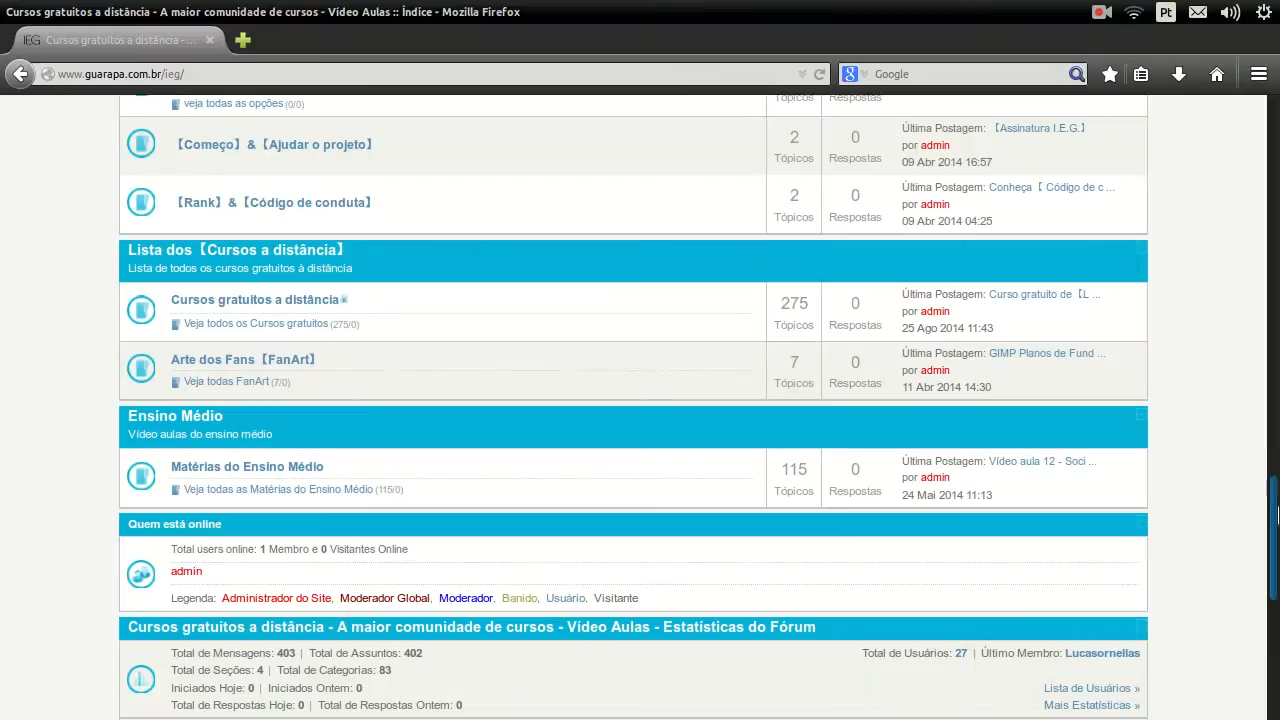 Cursos gratuitos a distância - A maior comunidade de cursos - Vídeo Aulas :: Índice - Mozilla Firefox
Pt
IEG Cursos gratuitos a distância - ...
www.guarapa.com.br/ieg/
Google
veja todas as opções (0/0)
Tópicos
Respostas
【Começo】&【Ajudar o projeto】
2
Tópicos
0
Respostas
Última Postagem: 【Assinatura I.E.G.】
por admin
09 Abr 2014 16:57
【Rank】&【Código de conduta】
2
Tópicos
0
Respostas
Última Postagem: Conheça【 Código de c ...
por admin
09 Abr 2014 04:25
Lista dos【Cursos a distância】
Lista de todos os cursos gratuitos à distância
Cursos gratuitos a distância
Veja todos os Cursos gratuitos (275/0)
275
Tópicos
0
Respostas
Última Postagem: Curso gratuito de【L ...
por admin
25 Ago 2014 11:43
Arte dos Fans【FanArt】
Veja todas FanArt (7/0)
7
Tópicos
0
Respostas
Última Postagem: GIMP Planos de Fund ...
por admin
11 Abr 2014 14:30
Ensino Médio
Vídeo aulas do ensino médio
Matérias do Ensino Médio
Veja todas as Matérias do Ensino Médio (115/0)
115
Tópicos
0
Respostas
Última Postagem: Vídeo aula 12 - Soci ...
por admin
24 Mai 2014 11:13
Quem está online
Total users online: 1 Membro e 0 Visitantes Online
admin
Legenda: Administrador do Site, Moderador Global, Moderador, Banido, Usuário, Visitante
Cursos gratuitos a distância - A maior comunidade de cursos - Vídeo Aulas - Estatísticas do Fórum
Total de Mensagens: 403 | Total de Assuntos: 402
Total de Seções: 4 | Total de Categorias: 83
Iniciados Hoje: 0 | Iniciados Ontem: 0
Total de Respostas Hoje: 0 | Total de Respostas Ontem: 0
Total de Usuários: 27 | Último Membro: Lucasornellas
Lista de Usuários »
Mais Estatísticas »